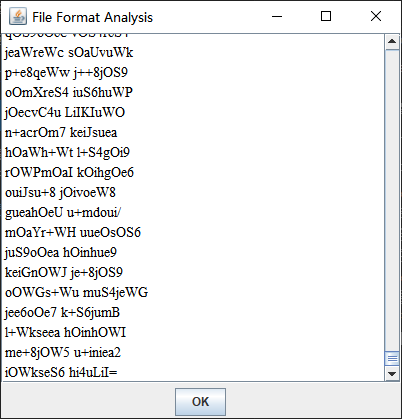 File Format Analysis
jeaWreWc sOaUvuWk
p+e8qeWw j++8jOS9
oOmXreS4 iuS6huWP
jOecvC4u LiIKIuWO
n+acrOm7 keiJsuea
hOaWh+Wt l+S4gOi9
rOWPmOaI kOihgOe6
ouiJsu+8 jOivoeW8
gueahOeU u+mdoui/
mOaYr+WH uueOsOS6
juS9oOea hOinhue9
keiGnOWJ je+8jOS9
oOWGs+Wu muS4jeWG
jee6oOe7 k+S6jumB
l+Wkseea hOinhOWI
me+8jOW5 u+iniea2
iOWkseS6 hi4uLiI=
OK